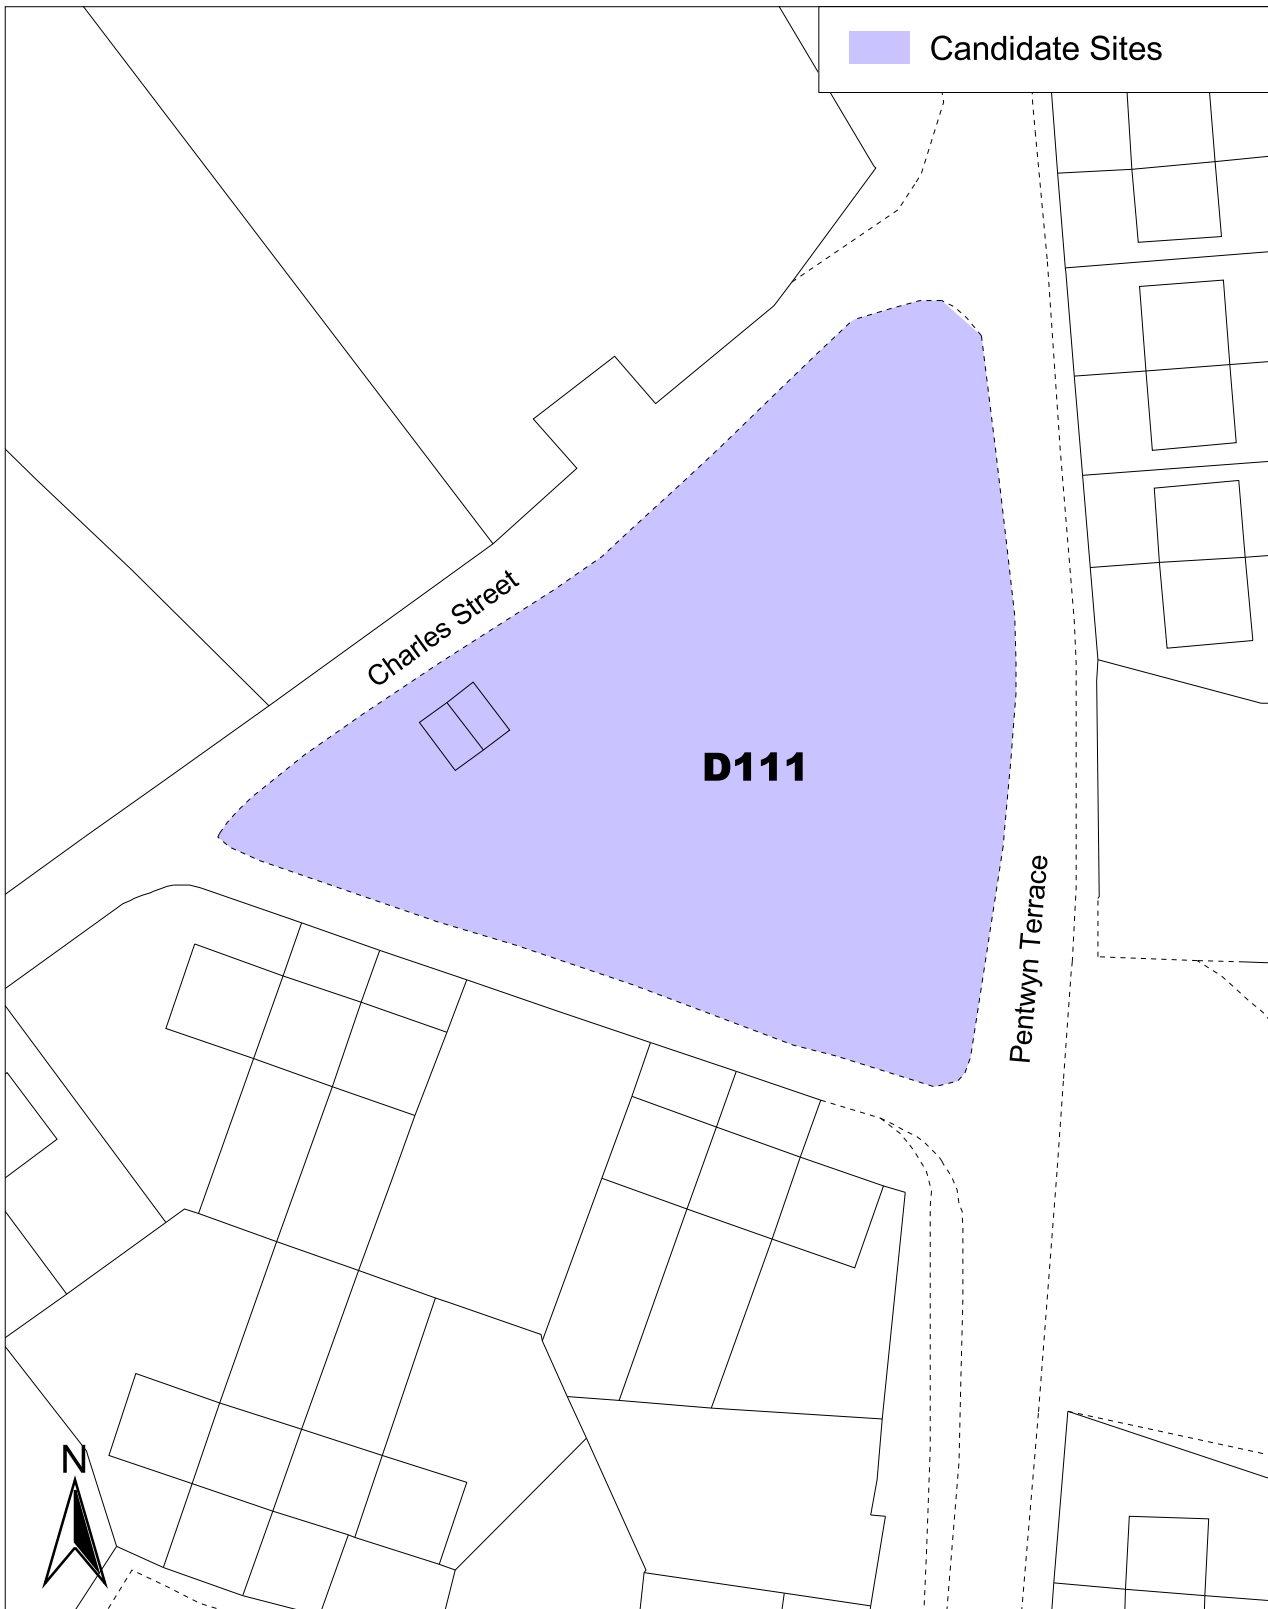 Candidate Sites
Charles Street
D111
Pentwyn Terrace
N